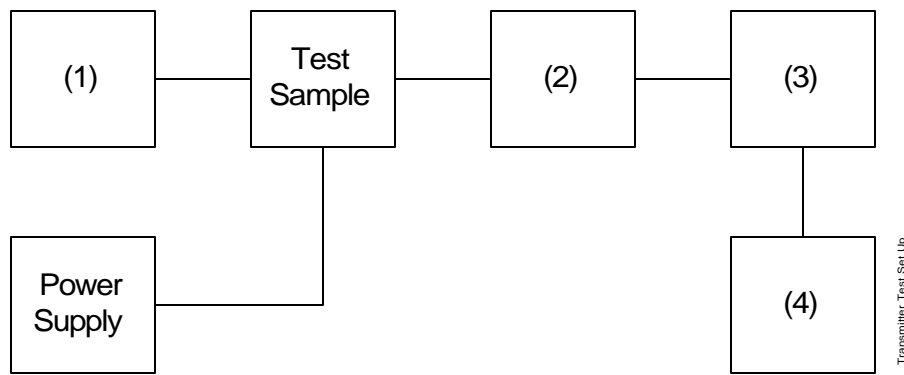 (1)
Test
Sample
(2)
(3)
Power
Supply
(4)
Transmitter Test Set Up